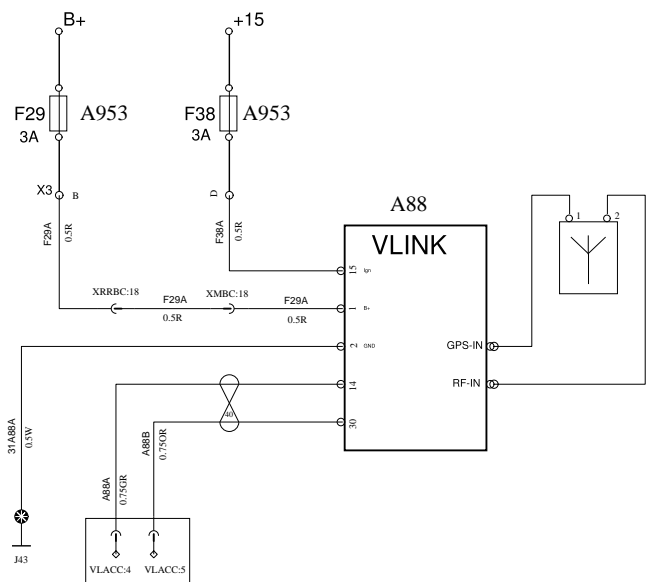 B+
+15
F29
A953
3A
F38
A953
3A
X3
B
D
F29A
0.5R
F38A
0.5R
A88
VLINK
15
Ign
XRRBC:18
F29A
0.5R
XMBC:18
F29A
0.5R
1
B+
2
GND
GPS-IN
RF-IN
1
2
14
40
30
31A88A
0.5W
A88A
0.75GR
A88B
0.75OR
J43
VLACC:4
VLACC:5